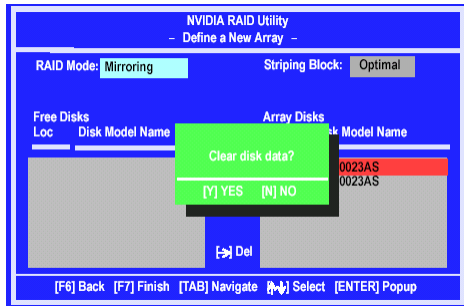 NVIDIA RAID Utility
– Define a New Array –
RAID Mode: Mirroring Striping Block: Optimal
Free Disks Array Disks
Loc Disk Model Name sk Model Name
Clear disk data?
0023AS
[Y] YES [N] NO
0023AS
[→] Del
[F6] Back [F7] Finish [TAB] Navigate [↑↓] Select [ENTER] Popup